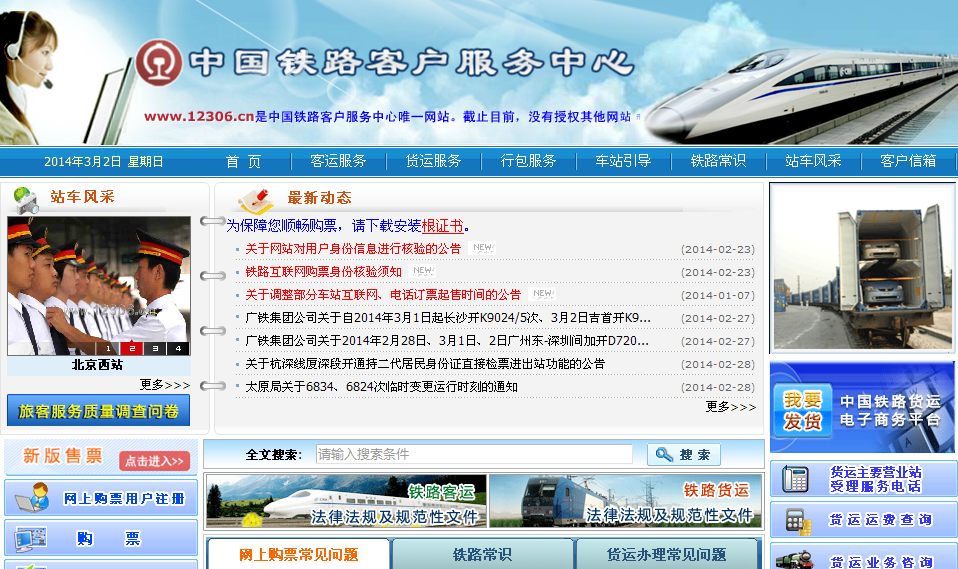 中国铁路客户服务中心
www.12306.cn是中国铁路客户服务中心唯一网站。截止目前，没有授权其他网站
2014年3月2日 星期日
首 页
客运服务
货运服务
行包服务
车站引导
铁路常识
站车风采
客户信箱
站车风采
1 2 3 4
北京西站
更多>>>
旅客服务质量调查问卷
最新动态
为保障您顺畅购票，请下载安装根证书。
关于网站对用户身份信息进行核验的公告 NEW! (2014-02-23)
铁路互联网购票身份核验须知 NEW! (2014-02-23)
关于调整部分车站互联网、电话订票起售时间的公告 NEW! (2014-01-07)
广铁集团公司关于自2014年3月1日起长沙开K9024/5次、3月2日吉首开K9... (2014-02-27)
广铁集团公司关于2014年2月28日、3月1日、2日广州东-深圳间加开D720... (2014-02-27)
关于杭深线厦深段开通持二代居民身份证直接检票进出站功能的公告 (2014-02-28)
太原局关于6834、6824次临时变更运行时刻的通知 (2014-02-28)
更多>>>
我要发货
中国铁路货运
电子商务平台
新版售票
点击进入>>
网上购票用户注册
购 票
全文搜索：
请输入搜索条件
搜 索
铁路客运
法律法规及规范性文件
铁路货运
法律法规及规范性文件
网上购票常见问题
铁路常识
货运办理常见问题
货运主要营业站
受理服务电话
货运运费查询
货运业务咨询